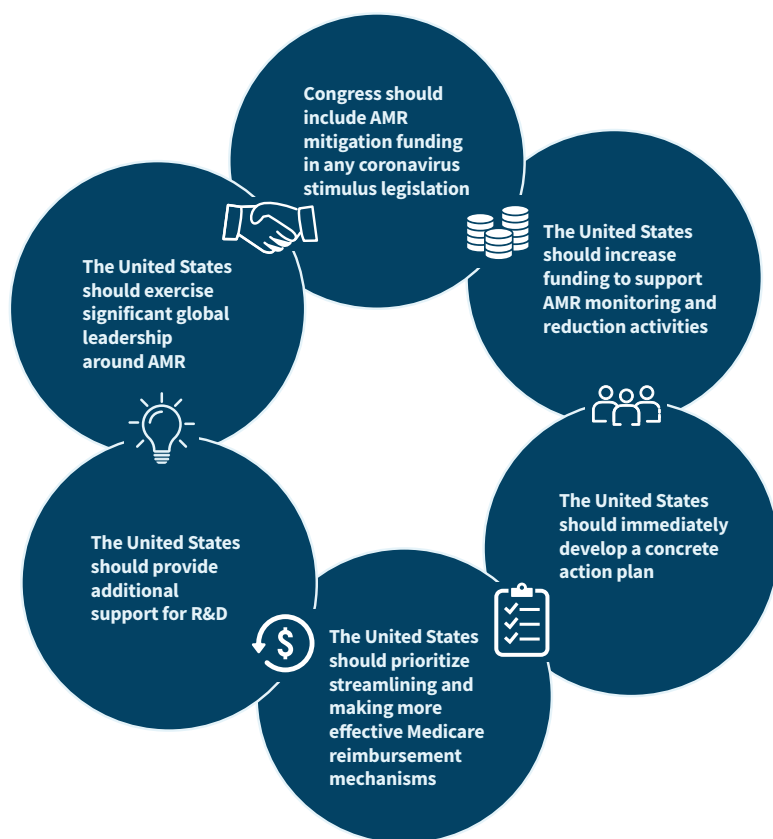 Congress should
include AMR
mitigation funding
in any coronavirus
stimulus legislation
The United States
should increase
funding to support
AMR monitoring and
reduction activities
The United States
should immediately
develop a concrete
action plan
The United States
should prioritize
streamlining and
making more
effective Medicare
reimbursement
mechanisms
$
The United States
should provide
additional
support for R&D
The United States
should exercise
significant global
leadership
around AMR